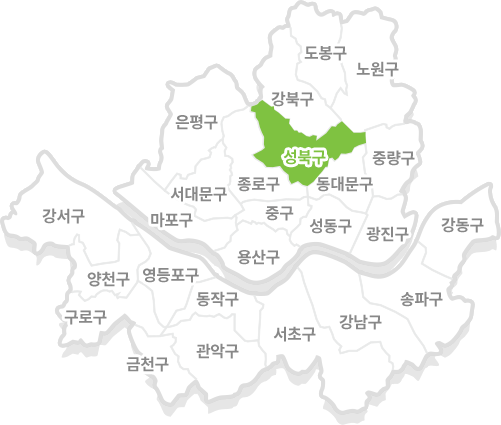 도봉구
노원구
강북구
은평구
성북구
중랑구
서대문구
종로구
동대문구
강서구
마포구
중구
성동구
광진구
강동구
용산구
양천구
영등포구
동작구
송파구
구로구
강남구
서초구
관악구
금천구